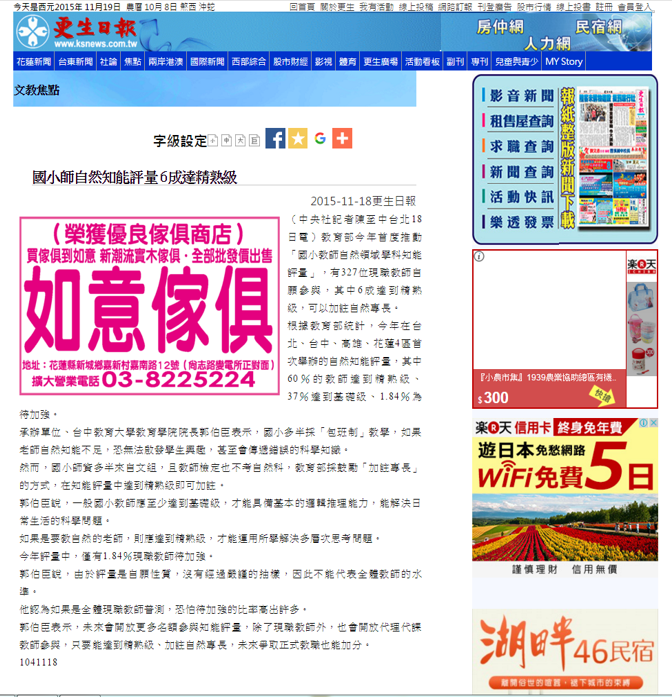 今天是西元2015年 11月19日 農曆 10月 8日
回首頁 關於更生 我有活動 線上投稿 網路訂報 刊登廣告 股市行情 線上投書 註冊 會員登入
更生日報
www.ksnews.com.tw
房仲網 民宿網
人力網
花蓮新聞 台東新聞 社論 焦點 兩岸港澳 國際新聞 西部綜合 股市財經 影視 體育 更生廣場 活動看板 副刊 專刊 兒童與青少 MY Story
文教焦點
字級設定 小 中 大 巨
國小師自然知能評量 6成達精熟級
2015-11-18更生日報
（中央社記者陳至中台北18
日電）教育部今年首度推動
「國小教師自然領域學科知能
評量」，有327位現職教師自
願參與，其中6成達到精熟
級，可以加註自然專長。
根據教育部統計，今年在台
北、台中、高雄、花蓮4區首
次舉辦的自然知能評量，其中
60%的教師達到精熟級、
37%達到基礎級、1.84%為
待加強。
（榮獲優良傢俱商店）
買傢俱到如意 新潮流實木傢俱·全部批發價出售
如意傢俱
地址：花蓮縣新城鄉嘉新村嘉南路12號（尚志路變電所正對面）
擴大營業電話03-8225224
承辦單位、台中教育大學教育學院院長郭伯臣表示，國小多半採「包班制」教學，如果
老師自然知能不足，恐無法啟發學生興趣，甚至會傳遞錯誤的科學知識。
然而，國小師資多半來自文組，且教師檢定也不考自然科，教育部採鼓勵「加註專長」
的方式，在知能評量中達到精熟級即可加註。
郭伯臣說，一般國小教師應至少達到基礎級，才能具備基本的邏輯推理能力，能解決日
常生活的科學問題。
如果是要教自然的老師，則應達到精熟級，才能運用所學解決多層次思考問題。
今年評量中，僅有1.84%現職教師待加強。
郭伯臣說，由於評量是自願性質，沒有經過嚴謹的抽樣，因此不能代表全體教師的水
準。
他認為如果是全體現職教師普測，恐怕待加強的比率高出許多。
郭伯臣表示，未來會開放更多名額參與知能評量，除了現職教師外，也會開放代理代課
教師參與，只要能達到精熟級、加註自然專長，未來爭取正式教職也能加分。
1041118
影音新聞
租售屋查詢
求職查詢
新聞查詢
活動快訊
樂透發票
報紙整版新聞下載
樂天
『小農市集』1939農業協助總區有機...
$300
快搶
樂天 信用卡 終身免年費
遊日本 免愁網路
WiFi免費5日
謹慎理財 信用無價
湖畔46民宿
離開俗世的喧囂，褪下城市的束縛